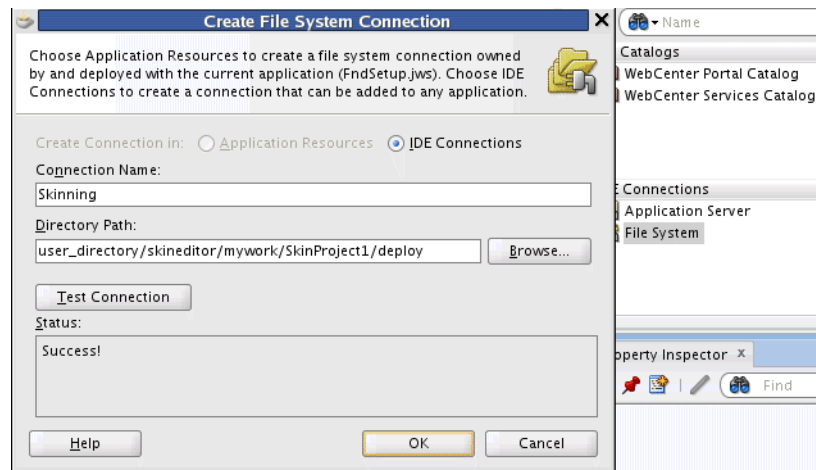 Create File System Connection
Choose Application Resources to create a file system connection owned
by and deployed with the current application (FndSetup.jws). Choose IDE
Connections to create a connection that can be added to any application.
Create Connection in: Application Resources IDE Connections
Connection Name:
Skinning
Directory Path:
user_directory/skineditor/mywork/SkinProject1/deploy
Browse...
Test Connection
Status:
Success!
Help
OK
Cancel
Name
Catalogs
WebCenter Portal Catalog
WebCenter Services Catalog
E Connections
Application Server
File System
operty Inspector x
Find